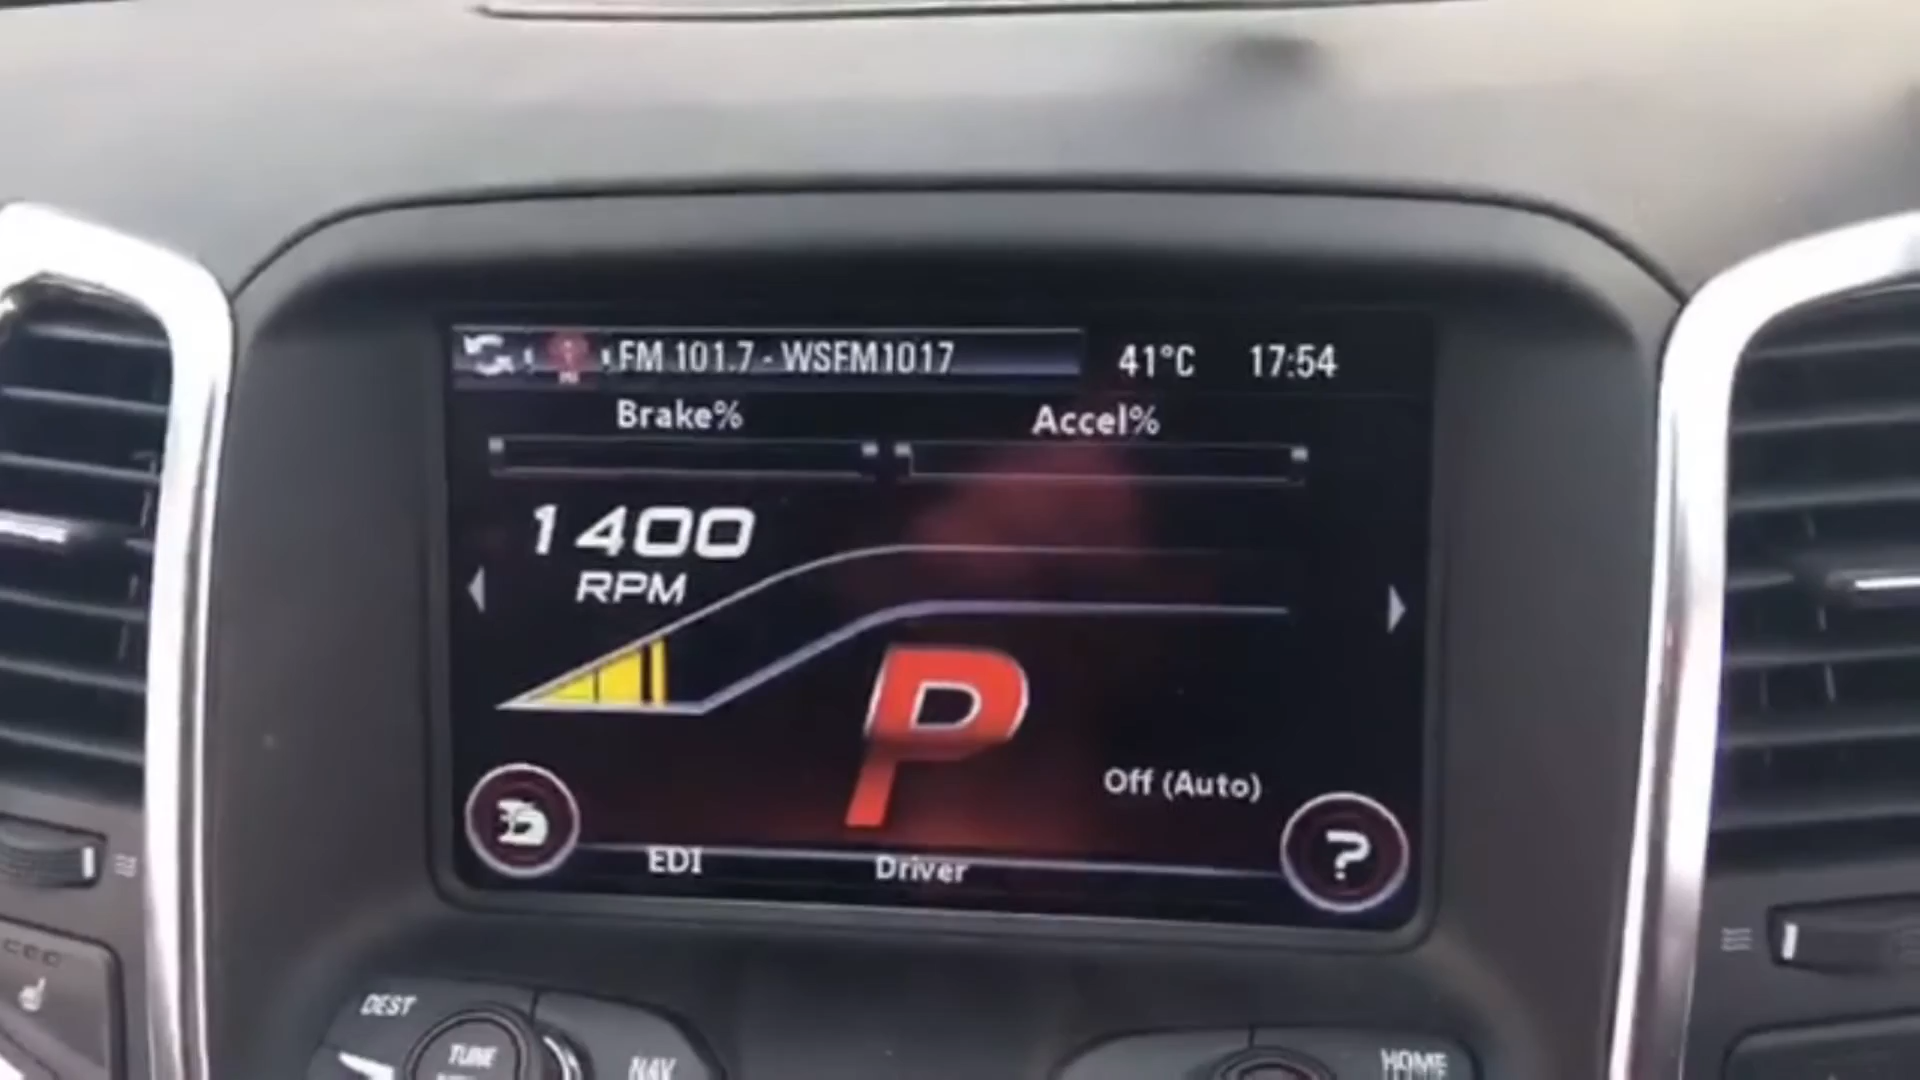 FM 101.7 - WSFM1017 41°C 17:54
Brake% Accel%
1400
RPM
P
Off (Auto)
?
EDI Driver
DEST
TUNE
NAV
HOME